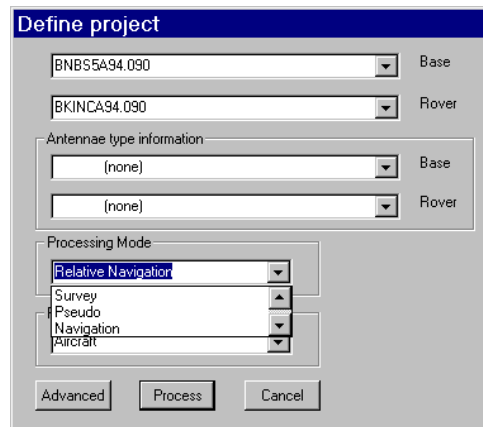 Define project
BNBS5A94.090 Base
BKINCA94.090 Rover
Antennae type information
(none) Base
(none) Rover
Processing Mode
Relative Navigation
Survey
Pseudo
Navigation
Aircraft
Advanced Process Cancel